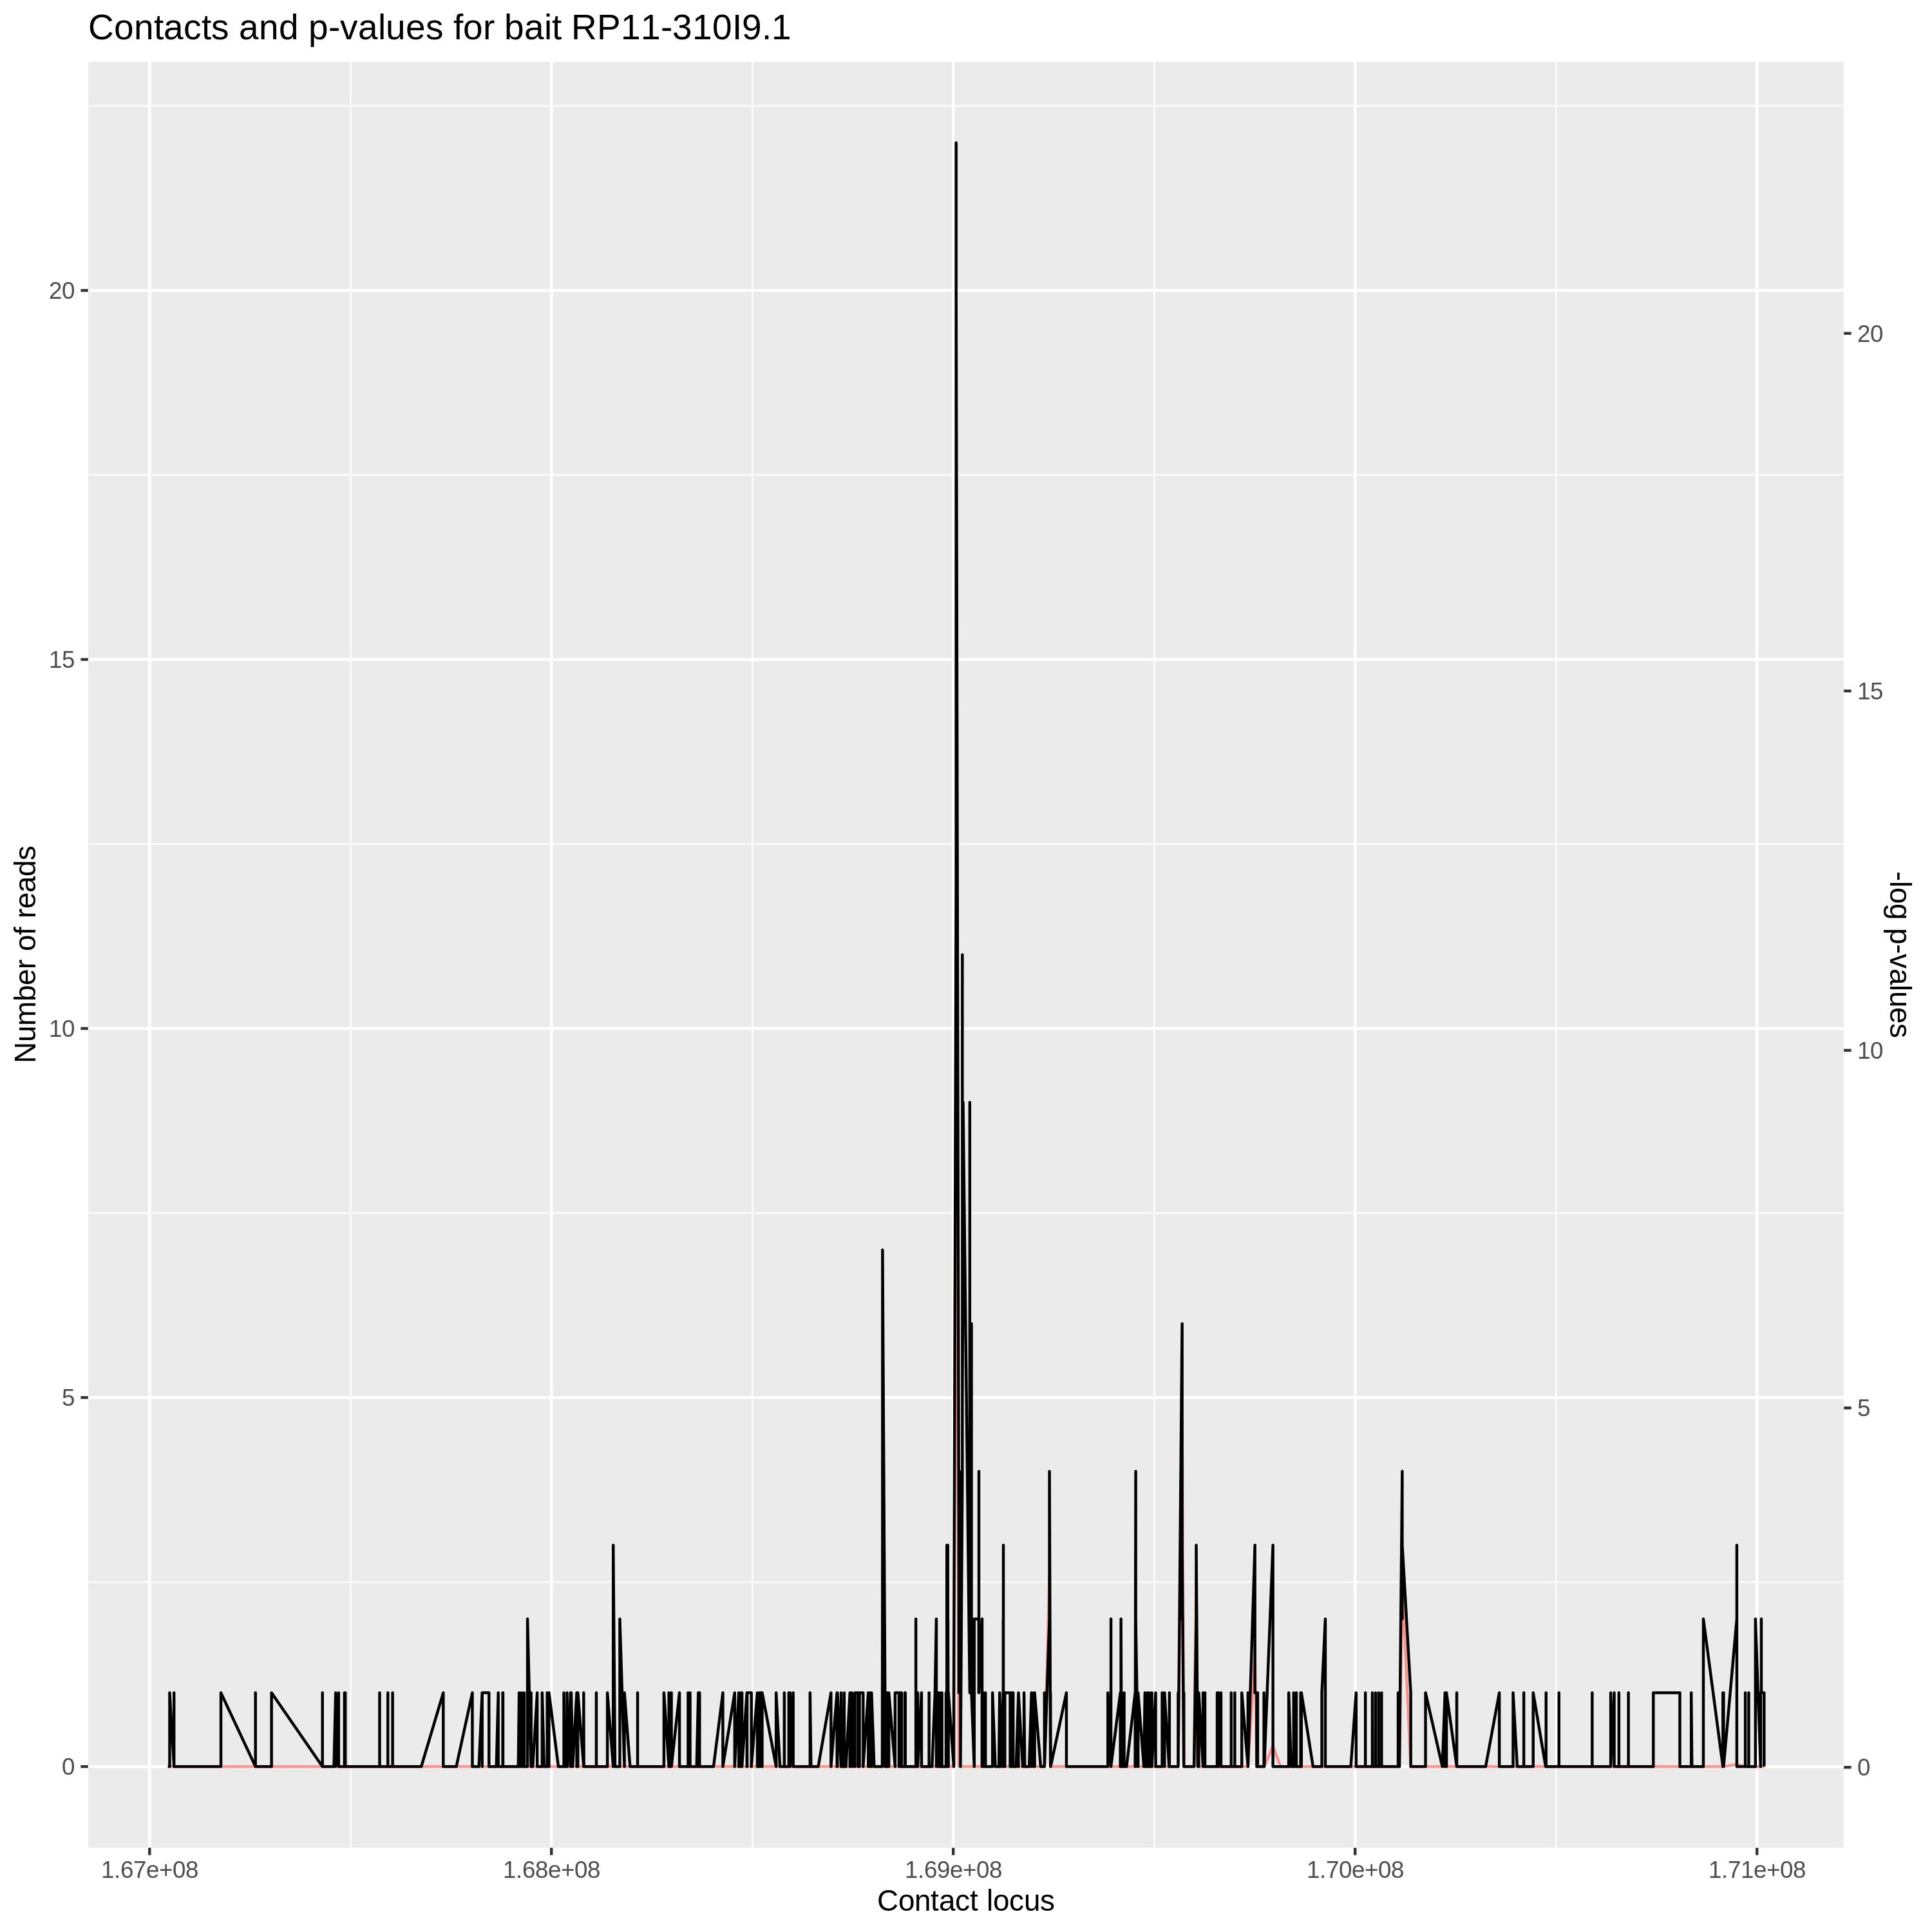 Contacts and p-values for bait RP11-310I9.1
Number of reads
20
15
10
5
0
20
15
10
5
0
-log p-values
1.67e+08 1.68e+08 1.69e+08 1.70e+08 1.71e+08
Contact locus